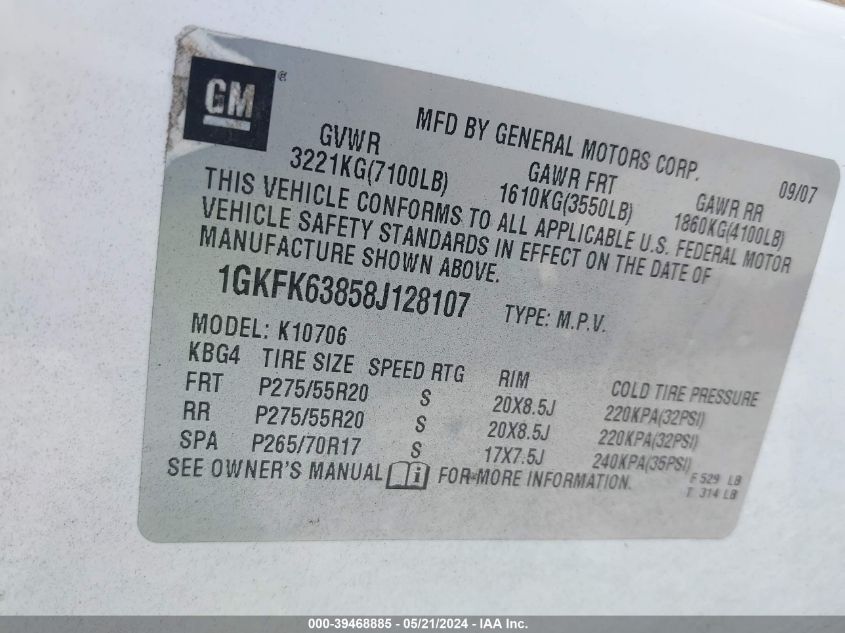 GM ®
MFD BY GENERAL MOTORS CORP. 09/07
GVWR GAWR FRT GAWR RR
3221KG(7100LB) 1610KG(3550LB) 1860KG(4100LB)
THIS VEHICLE CONFORMS TO ALL APPLICABLE U.S. FEDERAL MOTOR
VEHICLE SAFETY STANDARDS IN EFFECT ON THE DATE OF
MANUFACTURE SHOWN ABOVE.
1GKFK63858J128107 TYPE: M.P.V.
MODEL: K10706
KBG4 TIRE SIZE SPEED RTG RIM COLD TIRE PRESSURE
FRT P275/55R20 S 20X8.5J 220KPA(32PSI)
RR P275/55R20 S 20X8.5J 220KPA(32PSI)
SPA P265/70R17 S 17X7.5J 240KPA(35PSI)
SEE OWNER'S MANUAL i FOR MORE INFORMATION.
F 529 LB
T 314 LB
000-39468885 - 05/21/2024 - IAA Inc.